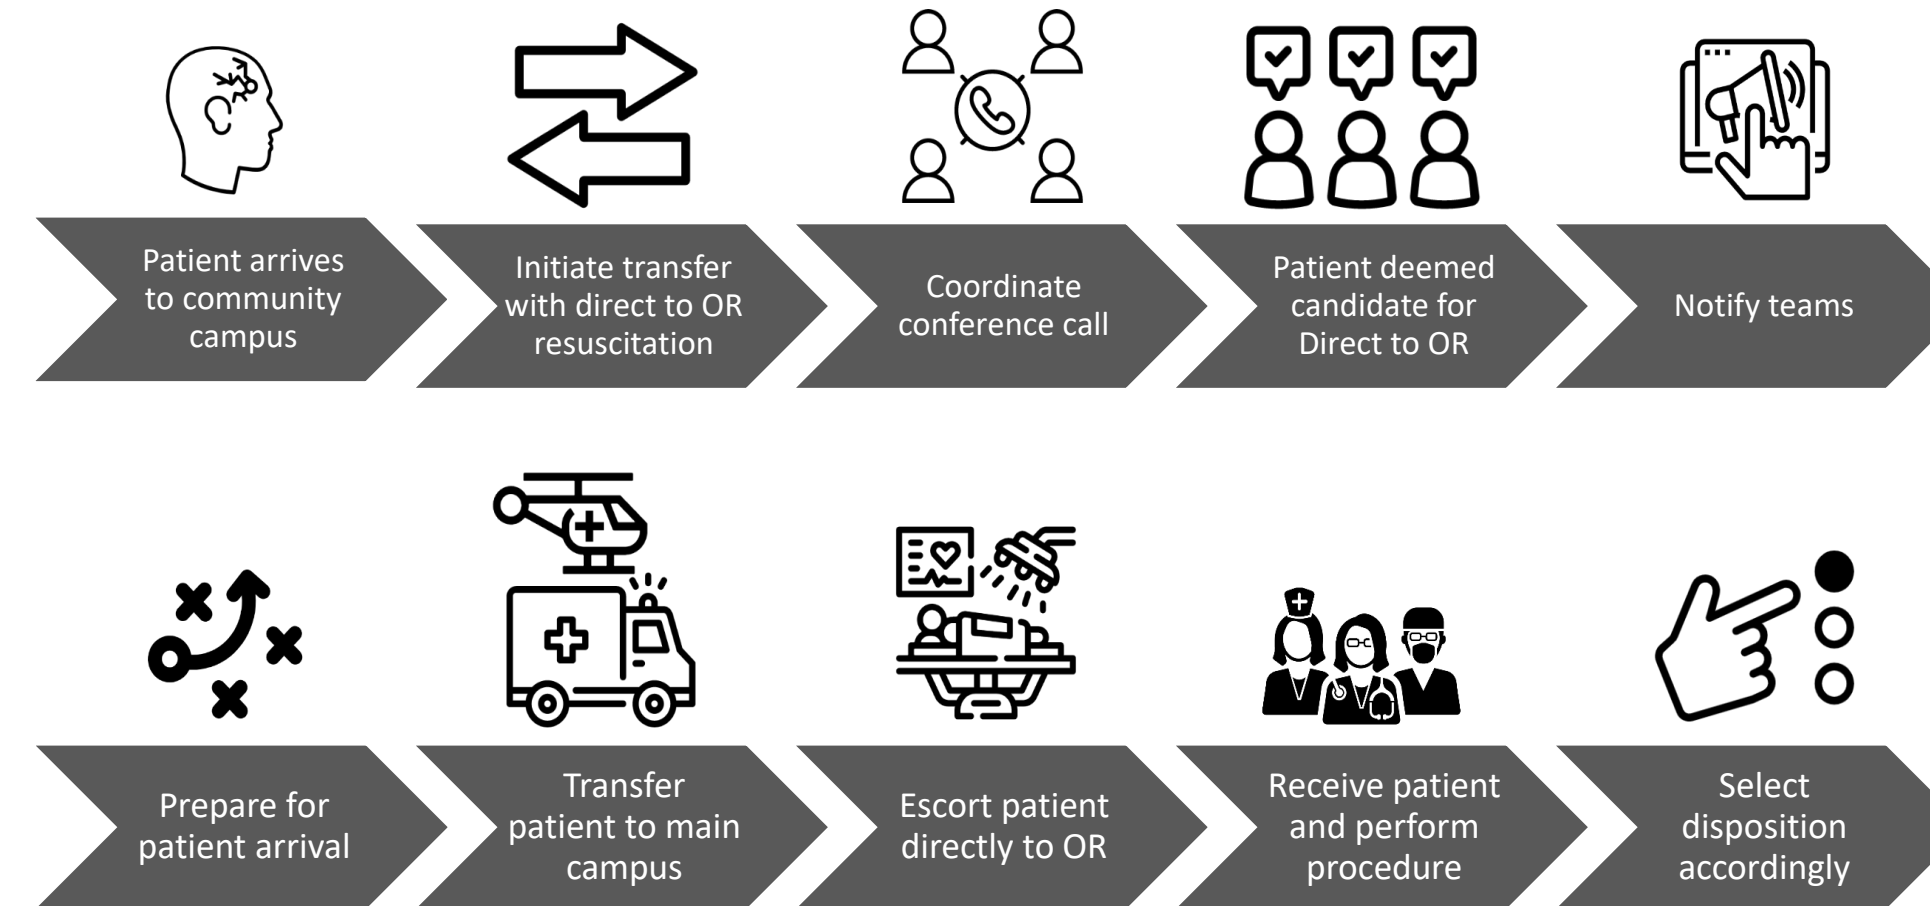 Patient arrives
to community
campus
Initiate transfer
with direct to OR
resuscitation
Coordinate
conference call
Patient deemed
candidate for
Direct to OR
Notify teams
Prepare for
patient arrival
Transfer
patient to main
campus
Escort patient
directly to OR
Receive patient
and perform
procedure
Select
disposition
accordingly